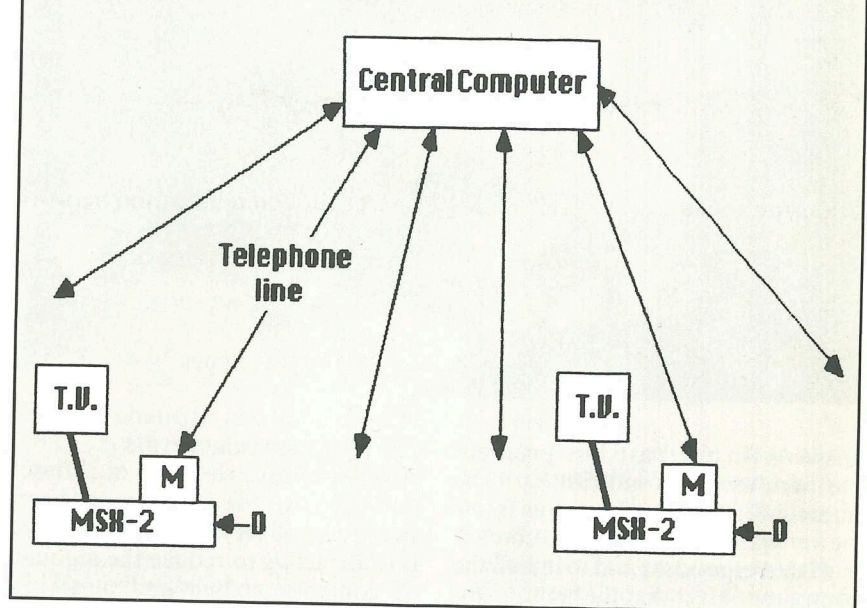 Central Computer
Telephone
line
T.V.
M
MSX-2
D
T.V.
M
MSX-2
D